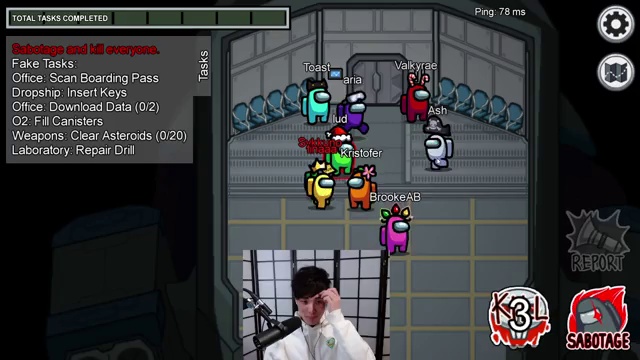 TOTAL TASKS COMPLETED
Ping: 78 ms
Sabotage and kill everyone.
Fake Tasks:
Office: Scan Boarding Pass
Dropship: Insert Keys
Office: Download Data (0/2)
O2: Fill Canisters
Weapons: Clear Asteroids (0/20)
Laboratory: Repair Drill
Tasks
Toast
aria
Valkyrae
lud
Ash
Sykkuno
Kristofer
BrookeAB
REPORT
K3L
SABOTAGE